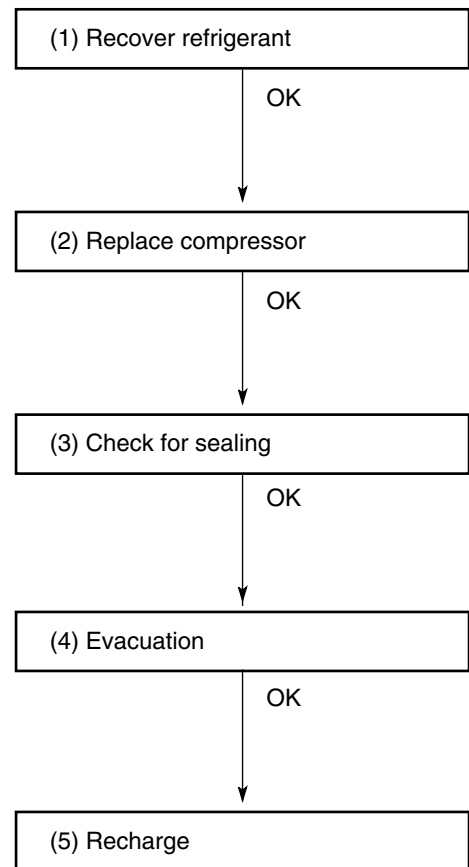 (1) Recover refrigerant
OK
(2) Replace compressor
OK
(3) Check for sealing
OK
(4) Evacuation
OK
(5) Recharge